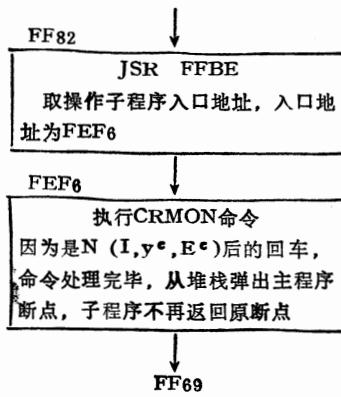 FF82
JSR FFBE
取操作子程序入口地址，入口地
址为FEF6
FEF6
执行CRMON命令
因为是N (I,yᶜ,Eᶜ)后的回车，
命令处理完毕，从堆栈弹出主程序
断点，子程序不再返回原断点
FF69